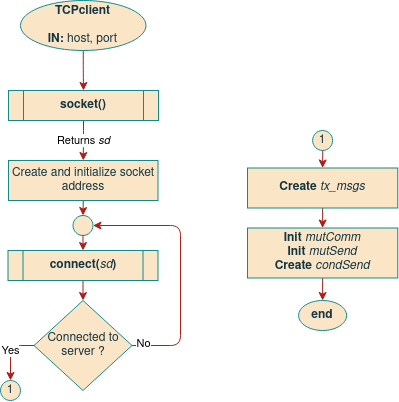 TCPclient
IN: host, port
socket()
Returns sd
Create and initialize socket
address
connect(sd)
Connected to
server ?
Yes
No
1
1
Create tx_msgs
Init mutComm
Init mutSend
Create condSend
end